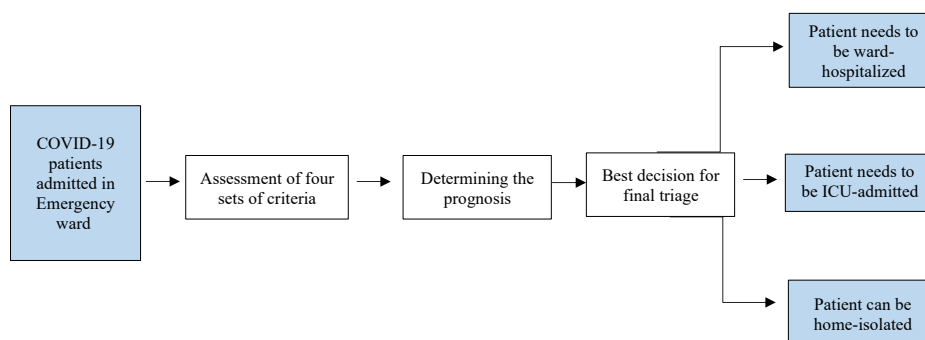 COVID-19
patients
admitted in
Emergency
ward
Assessment of four
sets of criteria
Determining the
prognosis
Best decision for
final triage
Patient needs to
be ward-
hospitalized
Patient needs to
be ICU-admitted
Patient can be
home-isolated